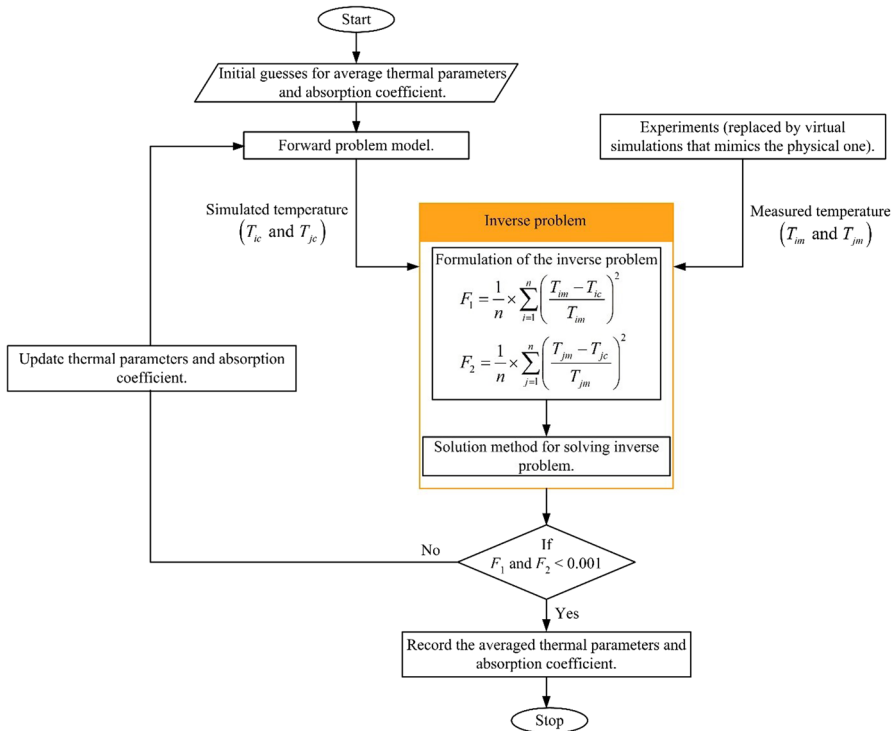 Start
Initial guesses for average thermal parameters
and absorption coefficient.
Forward problem model.
Experiments (replaced by virtual
simulations that mimics the physical one).
Simulated temperature
(T_ic and T_jc)
Measured temperature
(T_im and T_jm)
Inverse problem
Formulation of the inverse problem
F_1 = 1/n × ∑_{i=1}^{n} ((T_im − T_ic)/T_im)^2
F_2 = 1/n × ∑_{j=1}^{n} ((T_jm − T_jc)/T_jm)^2
Update thermal parameters and absorption
coefficient.
Solution method for solving inverse
problem.
If
F_1 and F_2 < 0.001
No
Yes
Record the averaged thermal parameters and
absorption coefficient.
Stop